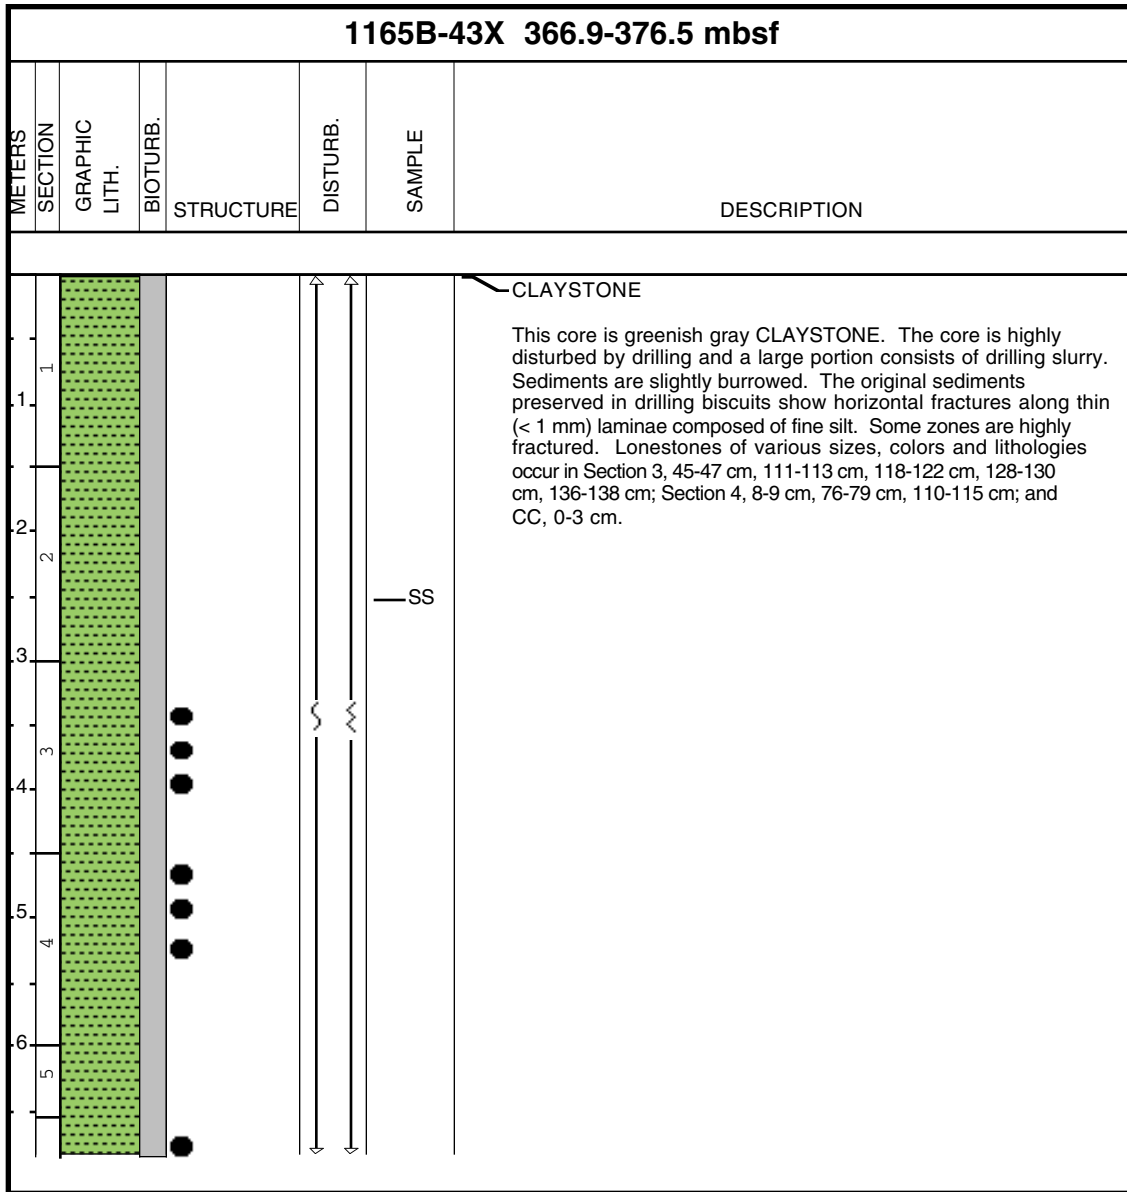 1165B-43X 366.9-376.5 mbsf
METERS
SECTION
GRAPHIC
LITH.
BIOTURB.
STRUCTURE
DISTURB.
SAMPLE
DESCRIPTION
CLAYSTONE
This core is greenish gray CLAYSTONE. The core is highly
disturbed by drilling and a large portion consists of drilling slurry.
Sediments are slightly burrowed. The original sediments
preserved in drilling biscuits show horizontal fractures along thin
(< 1 mm) laminae composed of fine silt. Some zones are highly
fractured. Lonestones of various sizes, colors and lithologies
occur in Section 3, 45-47 cm, 111-113 cm, 118-122 cm, 128-130
cm, 136-138 cm; Section 4, 8-9 cm, 76-79 cm, 110-115 cm; and
CC, 0-3 cm.
1
1
2
2
SS
3
3
4
5
4
6
5